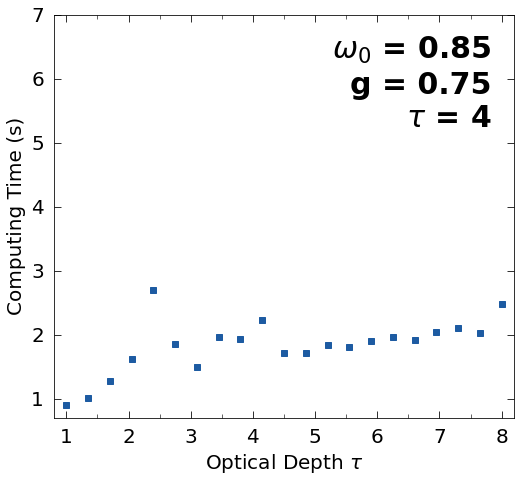 7
6
5
4
3
2
1
Computing Time (s)
ω₀ = 0.85
g = 0.75
τ = 4
1 2 3 4 5 6 7 8
Optical Depth τ